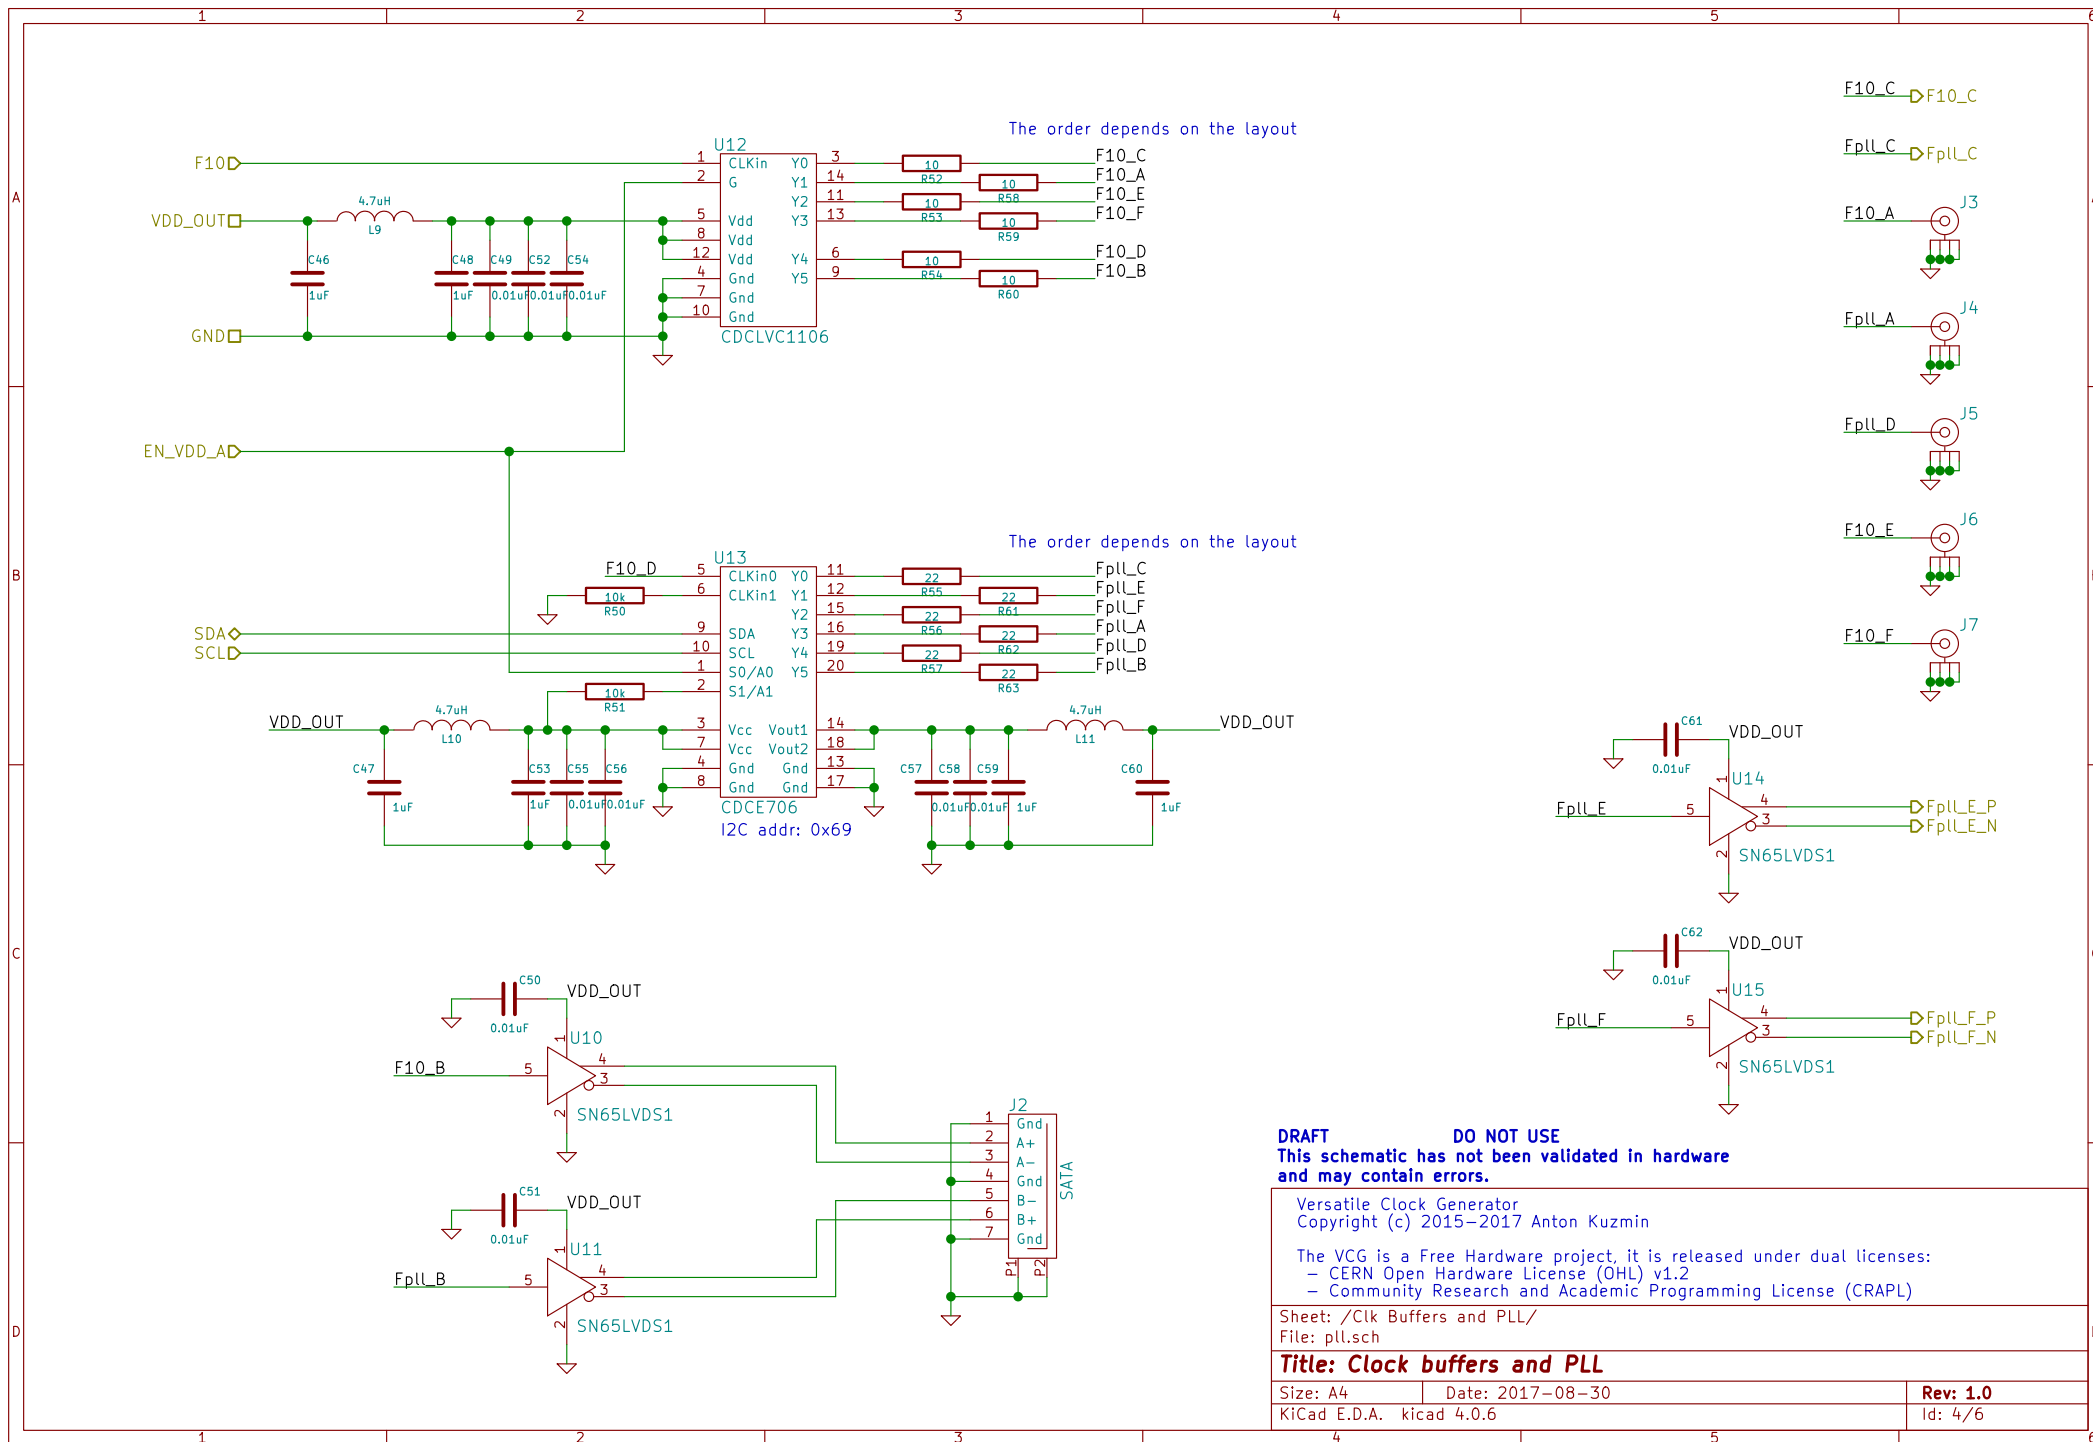 1 2 3 4 5 6
A
B
C
D
F10
VDD_OUT
GND
EN_VDD_A
4.7uH
L9
C46
1uF
C48
1uF
C49
0.01uF
C52
0.01uF
C54
0.01uF
The order depends on the layout
U12
1 CLKin
2 G
5 Vdd
8 Vdd
12 Vdd
4 Gnd
7 Gnd
10 Gnd
Y0 3
Y1 14
Y2 11
Y3 13
Y4 6
Y5 9
CDCLVC1106
10 R52 F10_C
10 R58 F10_A
10 R53 F10_E
10 R59 F10_F
10 R54 F10_D
10 R60 F10_B
The order depends on the layout
U13
F10_D
10k
R50
SDA
SCL
10k
R51
5 CLKin0
6 CLKin1
9 SDA
10 SCL
1 S0/A0
2 S1/A1
3 Vcc
7 Vcc
4 Gnd
8 Gnd
Y0 11
Y1 12
Y2 15
Y3 16
Y4 19
Y5 20
Vout1 14
Vout2 18
Gnd 13
Gnd 17
CDCE706
I2C addr: 0x69
22 R55 Fpll_C
22 R61 Fpll_E
22 R56 Fpll_F
22 R62 Fpll_A
22 R57 Fpll_D
22 R63 Fpll_B
VDD_OUT
4.7uH
L10
C47
1uF
C53
1uF
C55
0.01uF
C56
0.01uF
C57
0.01uF
C58
0.01uF
C59
1uF
4.7uH
L11
VDD_OUT
C60
1uF
F10_C F10_C
Fpll_C Fpll_C
F10_A J3
Fpll_A J4
Fpll_D J5
F10_E J6
F10_F J7
C61
0.01uF
VDD_OUT
U14
1
Fpll_E 5
4 Fpll_E_P
3 Fpll_E_N
2
SN65LVDS1
C62
0.01uF
VDD_OUT
U15
1
Fpll_F 5
4 Fpll_F_P
3 Fpll_F_N
2
SN65LVDS1
C50
0.01uF
VDD_OUT
U10
1
F10_B 5
4
3
2
SN65LVDS1
C51
0.01uF
VDD_OUT
U11
1
Fpll_B 5
4
3
2
SN65LVDS1
J2
1 Gnd
2 A+
3 A-
4 Gnd
5 B-
6 B+
7 Gnd
P1 P2
SATA
DRAFT DO NOT USE
This schematic has not been validated in hardware
and may contain errors.
Versatile Clock Generator
Copyright (c) 2015-2017 Anton Kuzmin
The VCG is a Free Hardware project, it is released under dual licenses:
- CERN Open Hardware License (OHL) v1.2
- Community Research and Academic Programming License (CRAPL)
Sheet: /Clk Buffers and PLL/
File: pll.sch
Title: Clock buffers and PLL
Size: A4 Date: 2017-08-30 Rev: 1.0
KiCad E.D.A. kicad 4.0.6 Id: 4/6
1 2 3 4 5 6